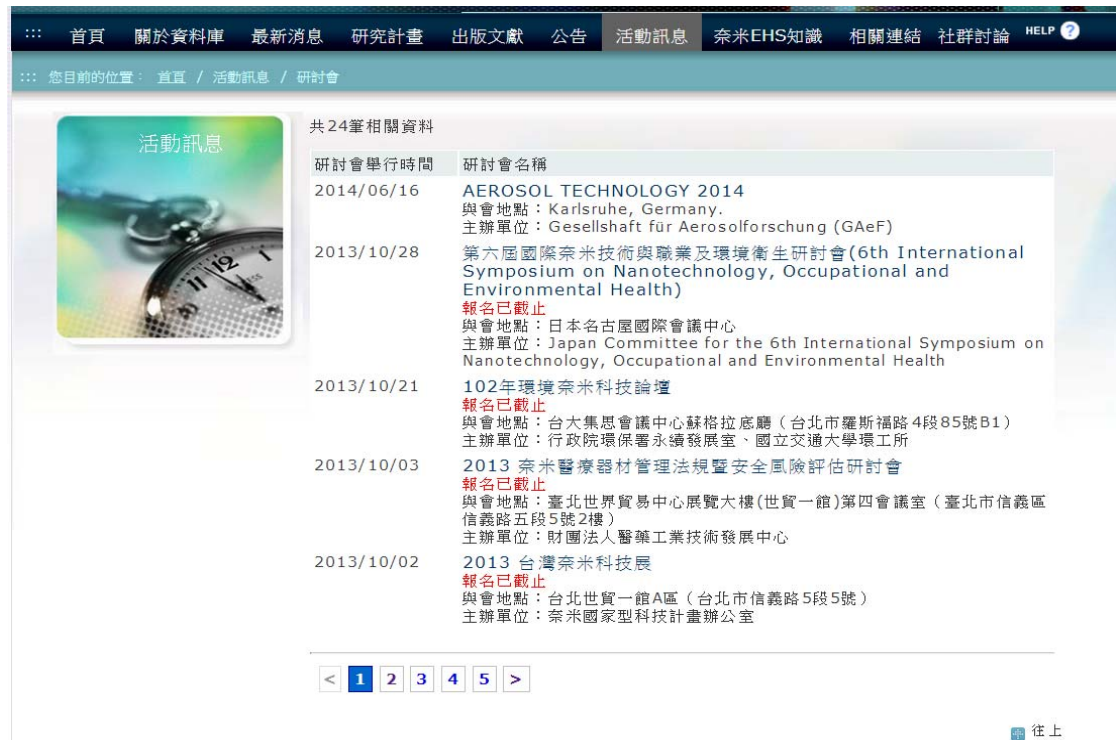 ::: 首頁 關於資料庫 最新消息 研究計畫 出版文獻 公告 活動訊息 奈米EHS知識 相關連結 社群討論 HELP ?
::: 您目前的位置： 首頁 / 活動訊息 / 研討會
活動訊息
共24筆相關資料
研討會舉行時間 研討會名稱
2014/06/16 AEROSOL TECHNOLOGY 2014
與會地點：Karlsruhe, Germany.
主辦單位：Gesellshaft für Aerosolforschung (GAeF)
2013/10/28 第六屆國際奈米技術與職業及環境衛生研討會(6th International
Symposium on Nanotechnology, Occupational and
Environmental Health)
報名已截止
與會地點：日本名古屋國際會議中心
主辦單位：Japan Committee for the 6th International Symposium on
Nanotechnology, Occupational and Environmental Health
2013/10/21 102年環境奈米科技論壇
報名已截止
與會地點：台大集思會議中心蘇格拉底廳（台北市羅斯福路4段85號B1）
主辦單位：行政院環保署永續發展室、國立交通大學環工所
2013/10/03 2013 奈米醫療器材管理法規暨安全風險評估研討會
報名已截止
與會地點：臺北世界貿易中心展覽大樓(世貿一館)第四會議室（臺北市信義區
信義路五段5號2樓）
主辦單位：財團法人醫藥工業技術發展中心
2013/10/02 2013 台灣奈米科技展
報名已截止
與會地點：台北世貿一館A區（台北市信義路5段5號）
主辦單位：奈米國家型科技計畫辦公室
< 1 2 3 4 5 >
往上